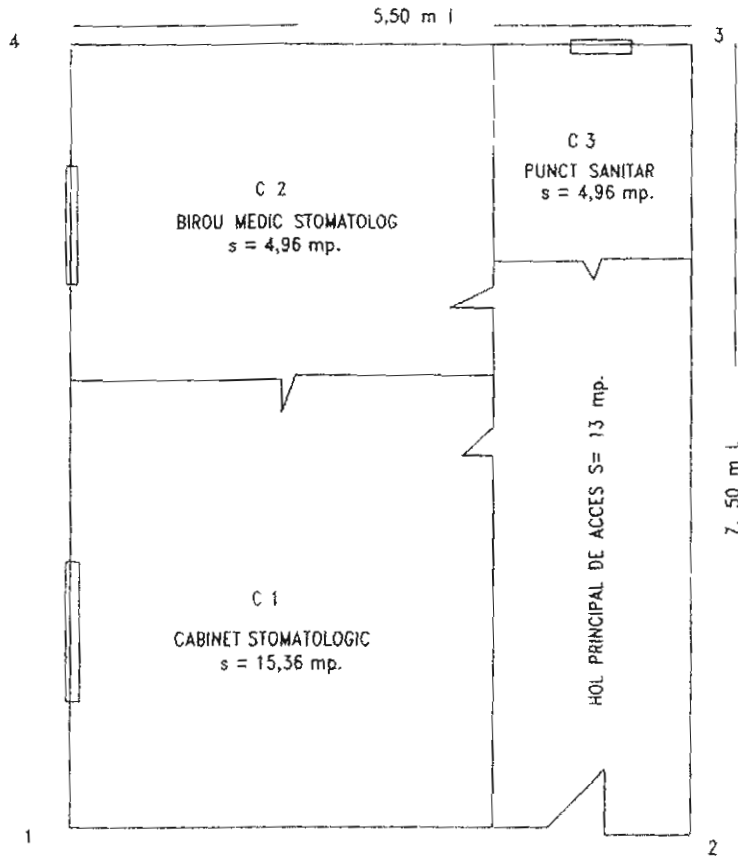 5,50 m l
4
3
C 3
PUNCT SANITAR
s = 4,96 mp.
C 2
BIROU MEDIC STOMATOLOG
s = 4,96 mp.
HOL PRINCIPAL DE ACCES S= 13 mp.
7, 50 m l
C 1
CABINET STOMATOLOGIC
s = 15,36 mp.
1
2